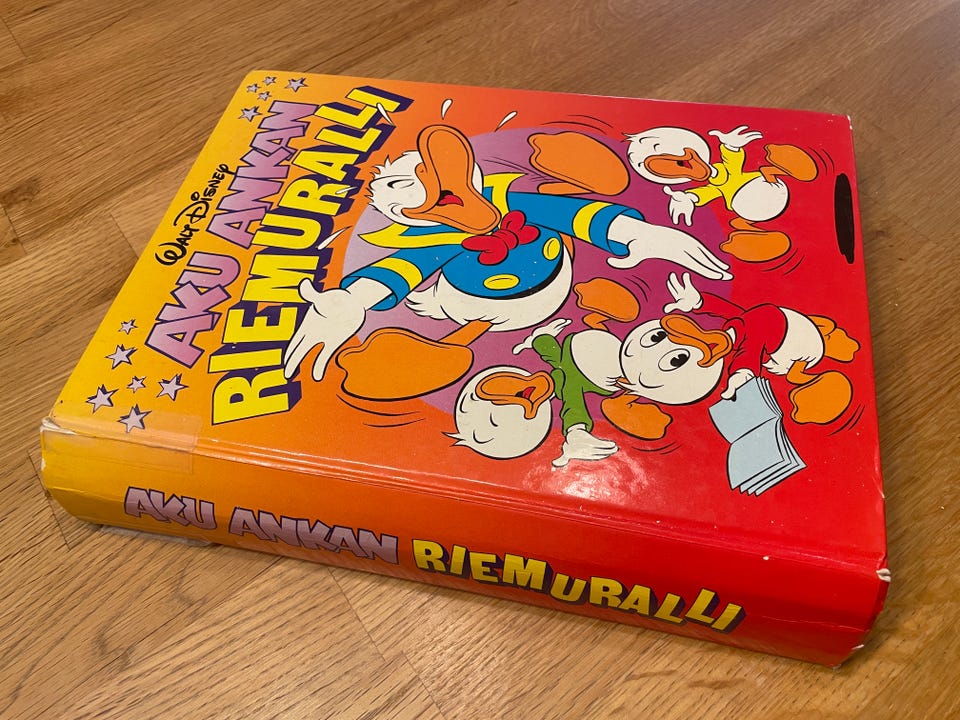 WALT DISNEY
AKU ANKAN
RIEMURALLI
AKU ANKAN RIEMURALLI